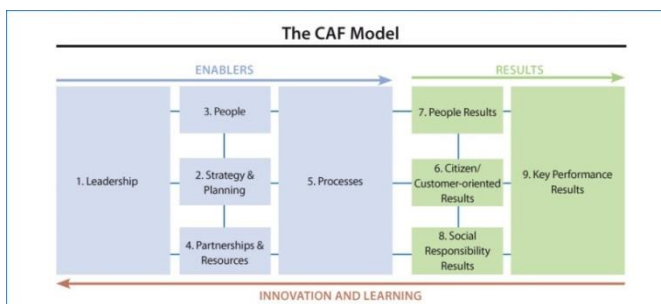 The CAF Model
ENABLERS
RESULTS
1. Leadership
3. People
2. Strategy &
Planning
4. Partnerships &
Resources
5. Processes
7. People Results
6. Citizen/
Customer-oriented
Results
8. Social
Responsibility
Results
9. Key Performance
Results
INNOVATION AND LEARNING